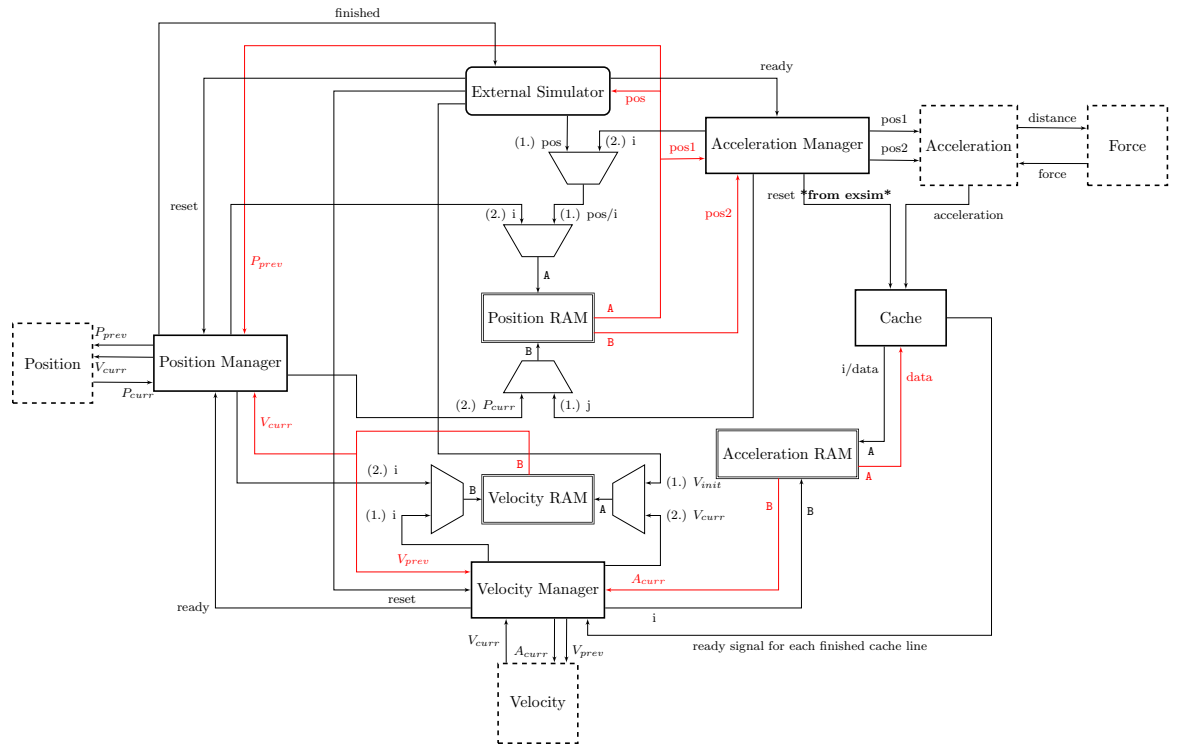 finished
ready
External Simulator
pos
pos1
distance
(1.) pos
(2.) i
pos1
Acceleration Manager
pos2
Acceleration
Force
force
reset
*from exsim*
reset
(2.) i
(1.) pos/i
pos2
acceleration
P_prev
A
Position RAM
A
B
Cache
P_prev
Position
Position Manager
V_curr
P_curr
B
i/data
data
(2.) P_curr
(1.) j
V_curr
A
Acceleration RAM
A
B
(2.) i
(1.) V_init
B
Velocity RAM
A
B
B
(1.) i
(2.) V_curr
V_prev
A_curr
Velocity Manager
reset
ready
i
V_curr
A_curr
V_prev
ready signal for each finished cache line
Velocity